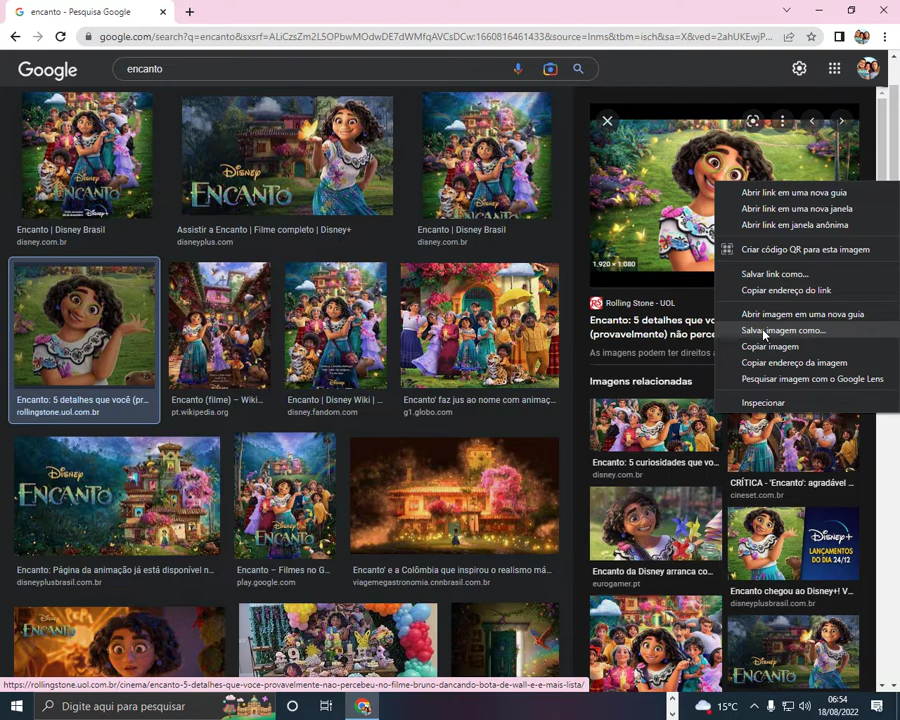 encanto - Pesquisa Google
google.com/search?q=encanto&sxsrf=ALiCzsZm2L5OPbwMOdwDE7dWMfqAVCsDCw:1660816461433&source=lnms&tbm=isch&sa=X&ved=2ahUKEwjP...
Google
encanto
Disney
ENCANTO
Encanto | Disney Brasil
disney.com.br
Assistir a Encanto | Filme completo | Disney+
disneyplus.com
Encanto | Disney Brasil
disney.com.br
Encanto: 5 detalhes que você (pr...
rollingstone.uol.com.br
Encanto (filme) – Wiki...
pt.wikipedia.org
Encanto | Disney Wiki | ...
disney.fandom.com
Encanto' faz jus ao nome com animaç...
g1.globo.com
Disney
ENCANTO
Encanto: Página da animação já está disponível n...
disneyplusbrasil.com.br
Encanto – Filmes no G...
play.google.com
Encanto' e a Colômbia que inspirou o realismo má...
viagemegastronomia.cnnbrasil.com.br
ENCANTO
1.920 × 1.080
Rolling Stone - UOL
Encanto: 5 detalhes que você
(provavelmente) não perceb
As imagens podem ter direitos
Imagens relacionadas
Encanto: 5 curiosidades que vo...
disney.com.br
CRÍTICA - 'Encanto': agradável ...
cineset.com.br
Encanto da Disney arranca co...
eurogamer.pt
Disney+
LANÇAMENTOS
DO DIA 24/12
Encanto chegou ao Disney+! V...
disneyplusbrasil.com.br
Abrir link em uma nova guia
Abrir link em uma nova janela
Abrir link em janela anônima
Criar código QR para esta imagem
Salvar link como...
Copiar endereço do link
Abrir imagem em uma nova guia
Salvar imagem como...
Copiar imagem
Copiar endereço da imagem
Pesquisar imagem com o Google Lens
Inspecionar
https://rollingstone.uol.com.br/cinema/encanto-5-detalhes-que-voce-provavelmente-nao-percebeu-no-filme-bruno-dancando-bota-de-wall-e-e-mais-lista/
Digite aqui para pesquisar
15°C
06:54
18/08/2022